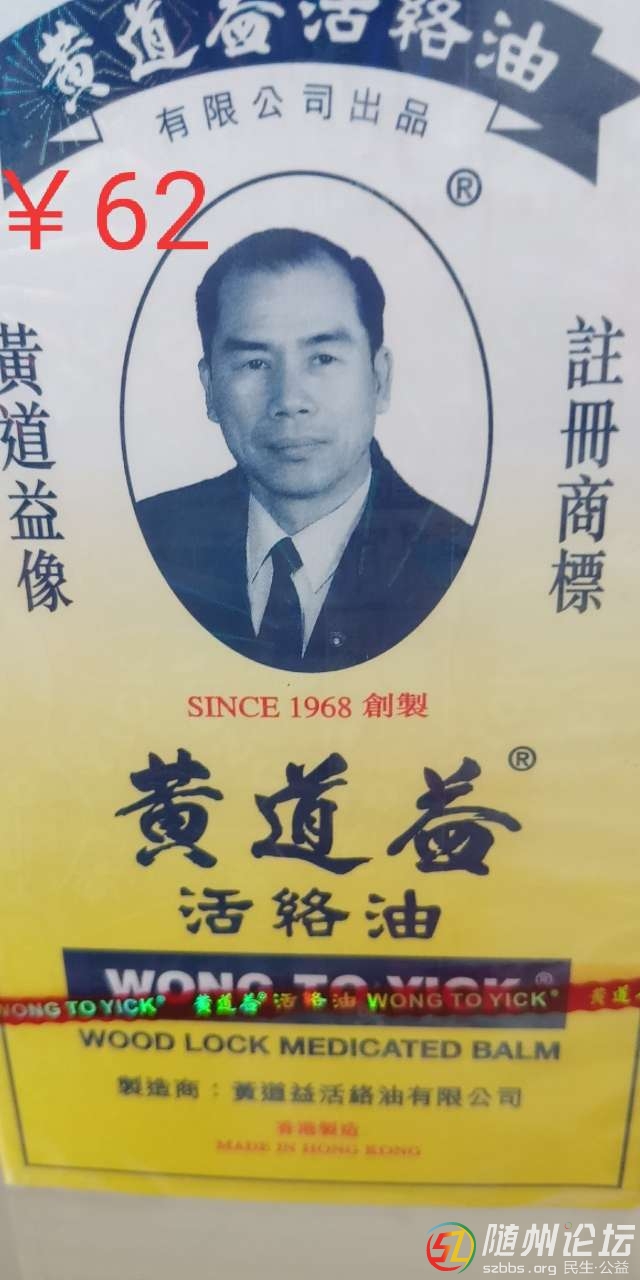 黃道益活絡油
有限公司出品
®
￥62
黃道益像
註冊商標
SINCE 1968 創製
黃道益®
活絡油
WONG TO YICK®
WONG TO YICK® 黃道益®活絡油 WONG TO YICK® 黃道
WOOD LOCK MEDICATED BALM
製造商：黃道益活絡油有限公司
香港製造
MADE IN HONG KONG
随州论坛
szbbs.org 民生·公益